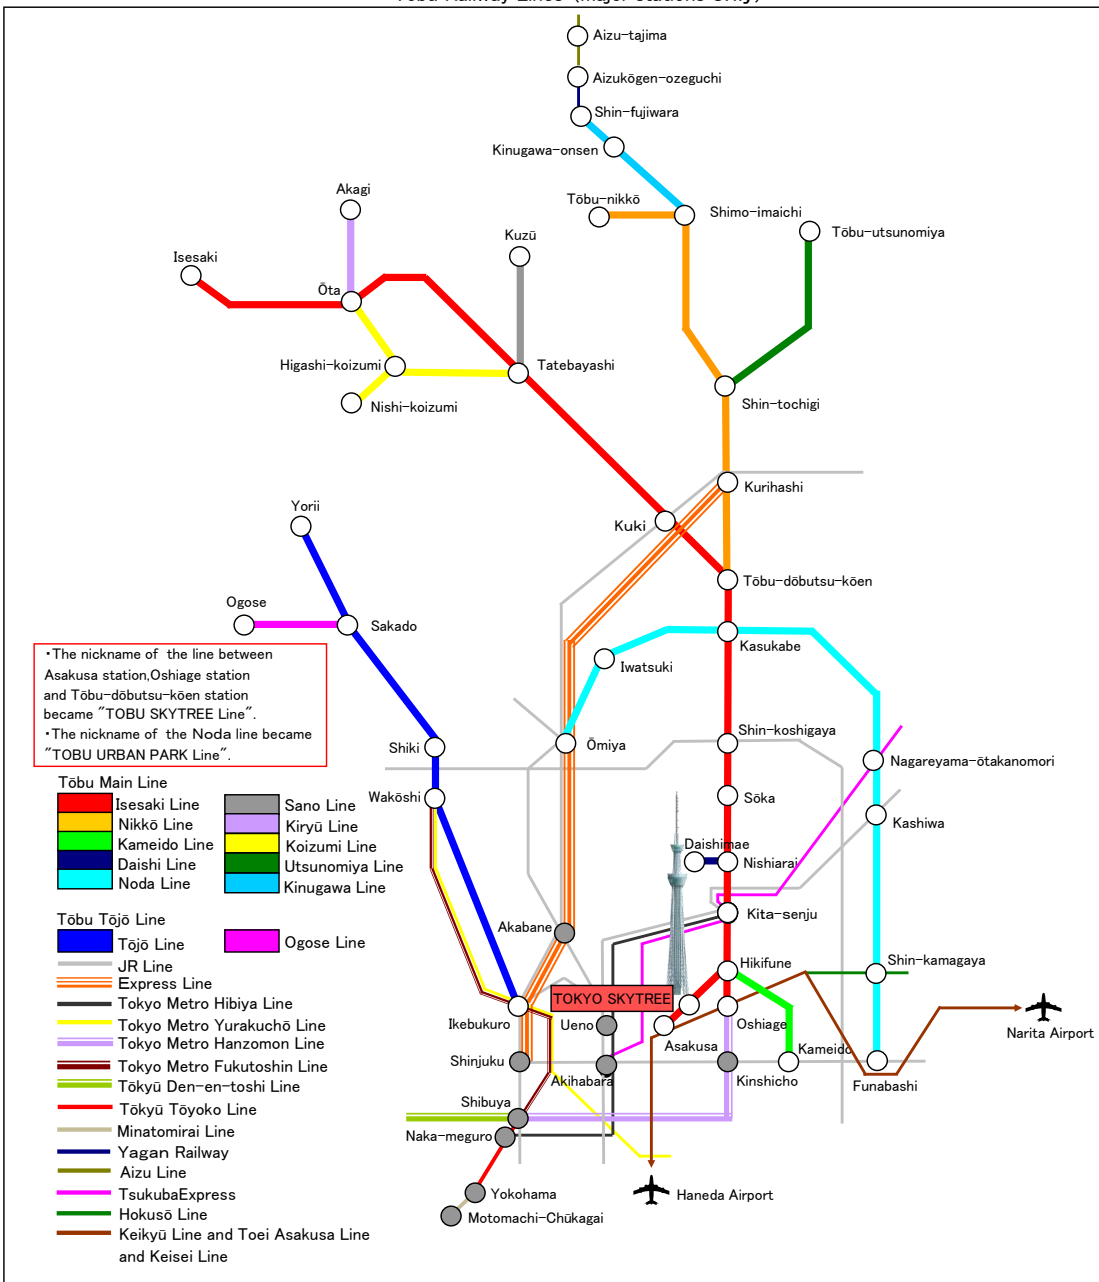 Tōbu Railway Lines (major stations only)
Aizu-tajima
Aizukōgen-ozeguchi
Shin-fujiwara
Kinugawa-onsen
Akagi
Tōbu-nikkō
Shimo-imaichi
Tōbu-utsunomiya
Kuzū
Isesaki
Ōta
Higashi-koizumi
Tatebayashi
Nishi-koizumi
Shin-tochigi
Kurihashi
Yorii
Kuki
Tōbu-dōbutsu-kōen
Ogose
Sakado
Kasukabe
Iwatsuki
・The nickname of the line between
Asakusa station,Oshiage station
and Tōbu-dōbutsu-kōen station
became "TOBU SKYTREE Line".
・The nickname of the Noda line became
"TOBU URBAN PARK Line".
Shin-koshigaya
Shiki
Ōmiya
Nagareyama-ōtakanomori
Wakōshi
Sōka
Kashiwa
Daishimae
Nishiarai
Kita-senju
Akabane
Hikifune
Shin-kamagaya
TOKYO SKYTREE
Ikebukuro
Ueno
Oshiage
Asakusa
Narita Airport
Shinjuku
Akihabara
Kinshicho
Kameido
Funabashi
Shibuya
Naka-meguro
Yokohama
Haneda Airport
Motomachi-Chūkagai
Tōbu Main Line
Isesaki Line
Nikkō Line
Kameido Line
Daishi Line
Noda Line
Sano Line
Kiryū Line
Koizumi Line
Utsunomiya Line
Kinugawa Line
Tōbu Tōjō Line
Tōjō Line
Ogose Line
JR Line
Express Line
Tokyo Metro Hibiya Line
Tokyo Metro Yurakuchō Line
Tokyo Metro Hanzomon Line
Tokyo Metro Fukutoshin Line
Tōkyū Den-en-toshi Line
Tōkyū Tōyoko Line
Minatomirai Line
Yagan Railway
Aizu Line
TsukubaExpress
Hokusō Line
Keikyū Line and Toei Asakusa Line
and Keisei Line